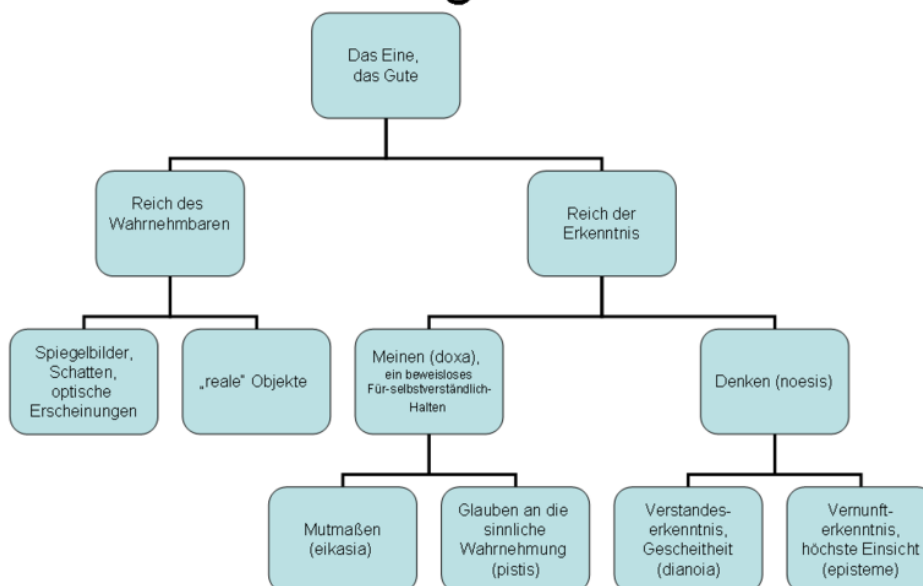 Das Eine,
das Gute
Reich des
Wahrnehmbaren
Reich der
Erkenntnis
Spiegelbilder,
Schatten,
optische
Erscheinungen
„reale“ Objekte
Meinen (doxa),
ein beweisloses
Für-selbstverständlich-
Halten
Denken (noesis)
Mutmaßen
(eikasia)
Glauben an die
sinnliche
Wahrnehmung
(pistis)
Verstandes-
erkenntnis,
Gescheitheit
(dianoia)
Vernunft-
erkenntnis,
höchste Einsicht
(episteme)